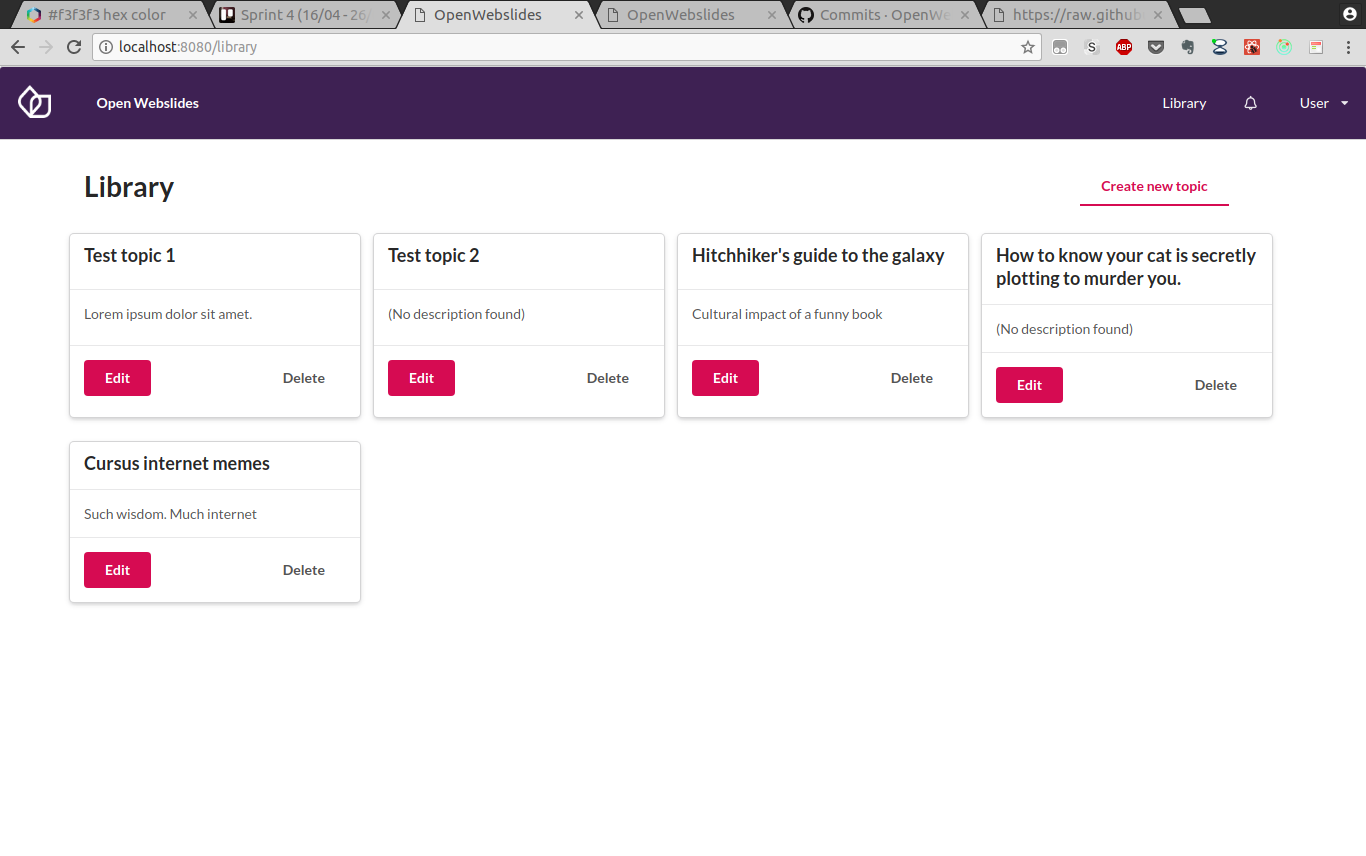 #f3f3f3 hex color
Sprint 4 (16/04 - 26/
OpenWebslides
OpenWebslides
Commits · OpenWe
https://raw.github
localhost:8080/library
S
ABP
Open Webslides
Library
User
Library
Create new topic
Test topic 1
Lorem ipsum dolor sit amet.
Edit
Delete
Test topic 2
(No description found)
Edit
Delete
Hitchhiker's guide to the galaxy
Cultural impact of a funny book
Edit
Delete
How to know your cat is secretly
plotting to murder you.
(No description found)
Edit
Delete
Cursus internet memes
Such wisdom. Much internet
Edit
Delete